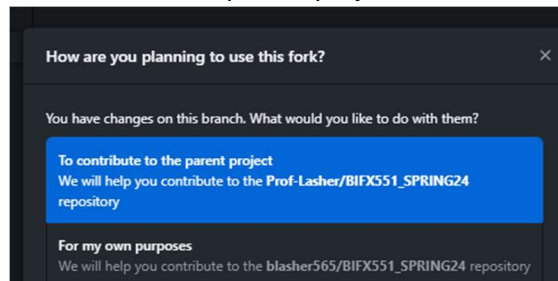 How are you planning to use this fork?
You have changes on this branch. What would you like to do with them?
To contribute to the parent project
We will help you contribute to the Prof-Lasher/BIFX551_SPRING24
repository
For my own purposes
We will help you contribute to the blasher565/BIFX551_SPRING24 repository